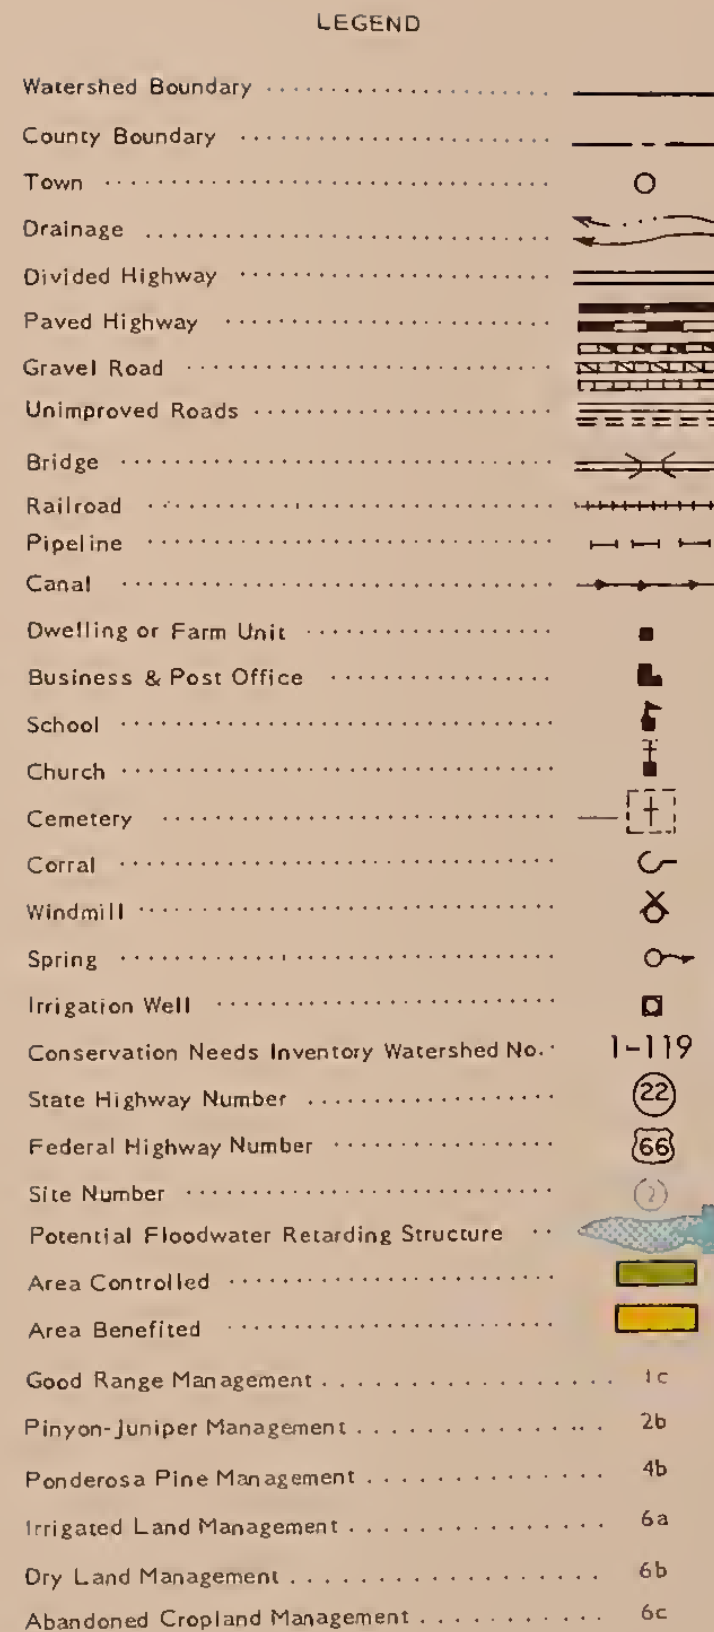 LEGEND
Watershed Boundary
County Boundary
Town
Drainage
Divided Highway
Paved Highway
Gravel Road
Unimproved Roads
Bridge
Railroad
Pipeline
Canal
Dwelling or Farm Unit
Business & Post Office
School
Church
Cemetery
Corral
Windmill
Spring
Irrigation Well
Conservation Needs Inventory Watershed No. 1-119
State Highway Number 22
Federal Highway Number 66
Site Number 2
Potential Floodwater Retarding Structure
Area Controlled
Area Benefited
Good Range Management 1c
Pinyon-Juniper Management 2b
Ponderosa Pine Management 4b
Irrigated Land Management 6a
Dry Land Management 6b
Abandoned Cropland Management 6c